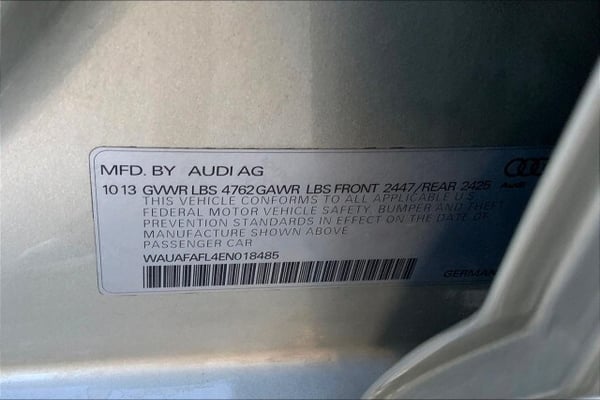 MFD. BY AUDI AG
10 13 GVWR LBS 4762 GAWR LBS FRONT 2447/REAR 2425
THIS VEHICLE CONFORMS TO ALL APPLICABLE U.S.
FEDERAL MOTOR VEHICLE SAFETY, BUMPER AND THEFT
PREVENTION STANDARDS IN EFFECT ON THE DATE OF
MANUFACTURE SHOWN ABOVE
PASSENGER CAR
WAUAFAFL4EN018485
Audi
GERMAN